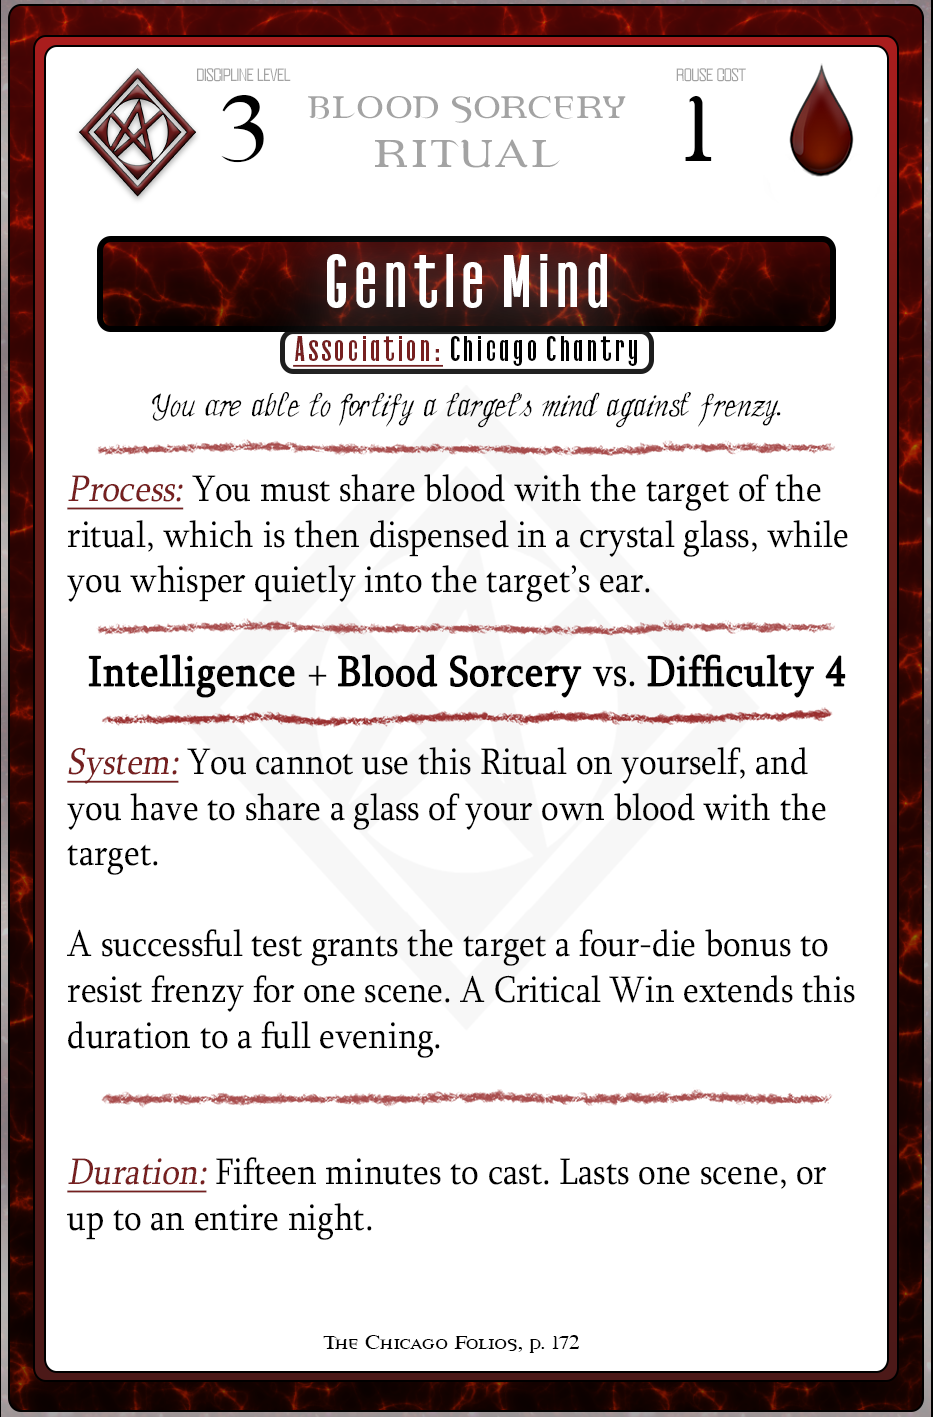 DISCIPLINE LEVEL
3
BLOOD SORCERY
RITUAL
ROUSE COST
1
Gentle Mind
Association: Chicago Chantry
You are able to fortify a target's mind against frenzy.
Process: You must share blood with the target of the
ritual, which is then dispensed in a crystal glass, while
you whisper quietly into the target’s ear.
Intelligence + Blood Sorcery vs. Difficulty 4
System: You cannot use this Ritual on yourself, and
you have to share a glass of your own blood with the
target.
A successful test grants the target a four-die bonus to
resist frenzy for one scene. A Critical Win extends this
duration to a full evening.
Duration: Fifteen minutes to cast. Lasts one scene, or
up to an entire night.
The Chicago Folios, p. 172